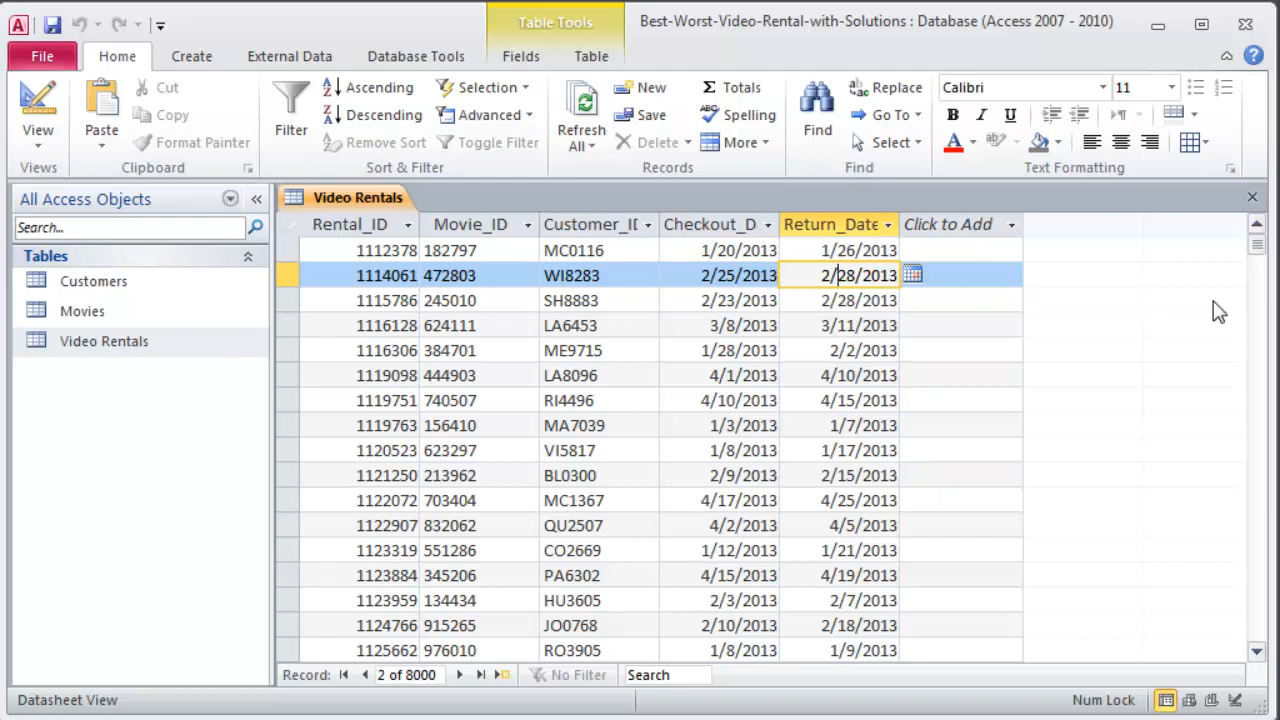 Table Tools
Best-Worst-Video-Rental-with-Solutions : Database (Access 2007 - 2010)
File Home Create External Data Database Tools Fields Table
View
Views
Paste
Cut
Copy
Format Painter
Clipboard
Filter
Ascending
Descending
Remove Sort
Selection
Advanced
Toggle Filter
Sort & Filter
Refresh
All
New
Save
Delete
Totals
Spelling
More
Records
Find
Replace
Go To
Select
Find
Calibri 11
B I U
Text Formatting
All Access Objects
Search...
Tables
Customers
Movies
Video Rentals
Video Rentals
Rental_ID Movie_ID Customer_ID Checkout_D Return_Date Click to Add
1112378 182797 MC0116 1/20/2013 1/26/2013
1114061 472803 WI8283 2/25/2013 2/28/2013
1115786 245010 SH8883 2/23/2013 2/28/2013
1116128 624111 LA6453 3/8/2013 3/11/2013
1116306 384701 ME9715 1/28/2013 2/2/2013
1119098 444903 LA8096 4/1/2013 4/10/2013
1119751 740507 RI4496 4/10/2013 4/15/2013
1119763 156410 MA7039 1/3/2013 1/7/2013
1120523 623297 VI5817 1/8/2013 1/17/2013
1121250 213962 BL0300 2/9/2013 2/15/2013
1122072 703404 MC1367 4/17/2013 4/25/2013
1122907 832062 QU2507 4/2/2013 4/5/2013
1123319 551286 CO2669 1/12/2013 1/21/2013
1123884 345206 PA6302 4/15/2013 4/19/2013
1123959 134434 HU3605 2/3/2013 2/7/2013
1124766 915265 JO0768 2/10/2013 2/18/2013
1125662 976010 RO3905 1/8/2013 1/9/2013
Record: 2 of 8000 No Filter Search
Datasheet View Num Lock